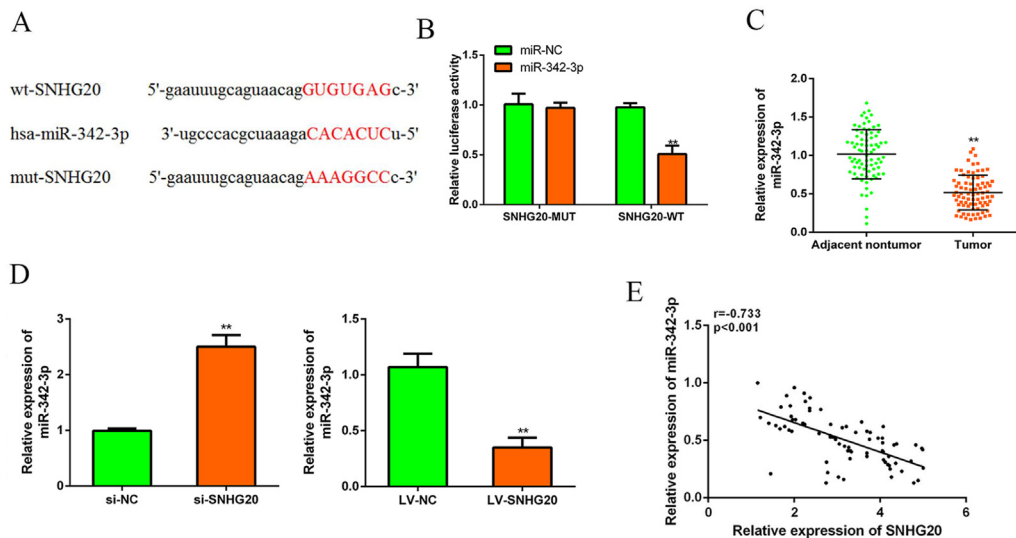 A
wt-SNHG20 5'-gaauuugcaguaacagGUGUGAGc-3'
hsa-miR-342-3p 3'-ugcccacgcuaaagaCACACUCu-5'
mut-SNHG20 5'-gaauuugcaguaacagAAAGGCCc-3'
B
miR-NC
miR-342-3p
Relative luciferase activity
1.5
1.0
0.5
0.0
**
SNHG20-MUT SNHG20-WT
C
Relative expression of
miR-342-3p
2.0
1.5
1.0
0.5
0.0
**
Adjacent nontumor Tumor
D
Relative expression of
miR-342-3p
3
2
1
0
**
si-NC si-SNHG20
Relative expression of
miR-342-3p
1.5
1.0
0.5
0.0
**
LV-NC LV-SNHG20
E
r=-0.733
p<0.001
Relative expression of miR-342-3p
1.5
1.0
0.5
0.0
0 2 4 6
Relative expression of SNHG20